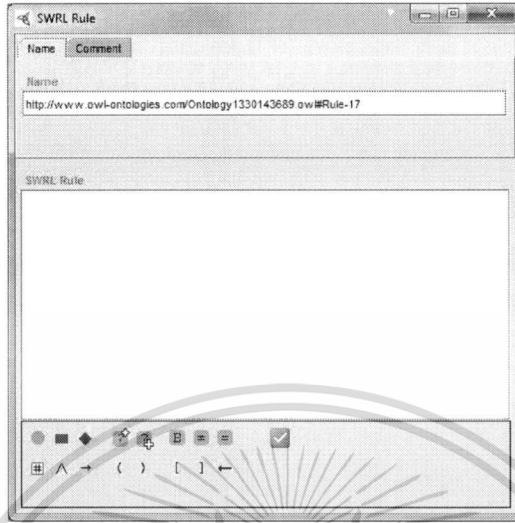 SWRL Rule
Name Comment
Name
http://www.owl-ontologies.com/Ontology1330143689.owl#Rule-17
SWRL Rule
B ≠ =
# ∧ → ( ) [ ] ←